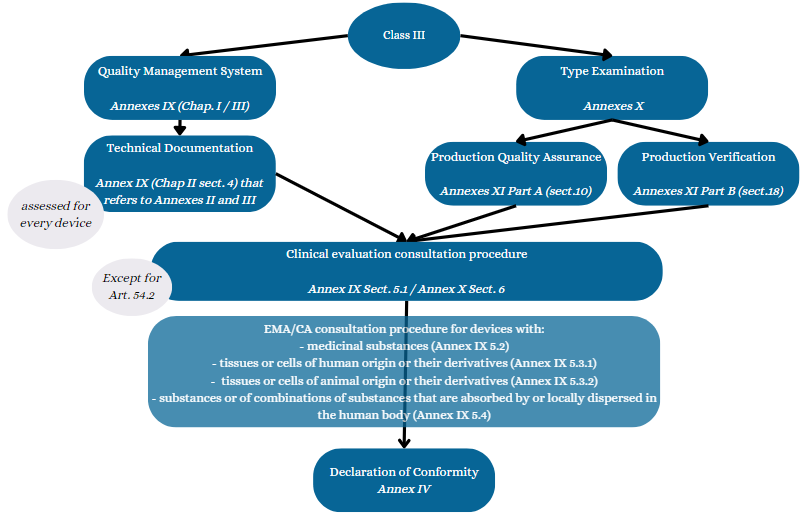 Class III
Quality Management System
Annexes IX (Chap. I / III)
Type Examination
Annexes X
Technical Documentation
Annex IX (Chap II sect. 4) that
refers to Annexes II and III
assessed for
every device
Production Quality Assurance
Annexes XI Part A (sect.10)
Production Verification
Annexes XI Part B (sect.18)
Clinical evaluation consultation procedure
Annex IX Sect. 5.1 / Annex X Sect. 6
Except for
Art. 54.2
EMA/CA consultation procedure for devices with:
- medicinal substances (Annex IX 5.2)
- tissues or cells of human origin or their derivatives (Annex IX 5.3.1)
- tissues or cells of animal origin or their derivatives (Annex IX 5.3.2)
- substances or of combinations of substances that are absorbed by or locally dispersed in
the human body (Annex IX 5.4)
Declaration of Conformity
Annex IV